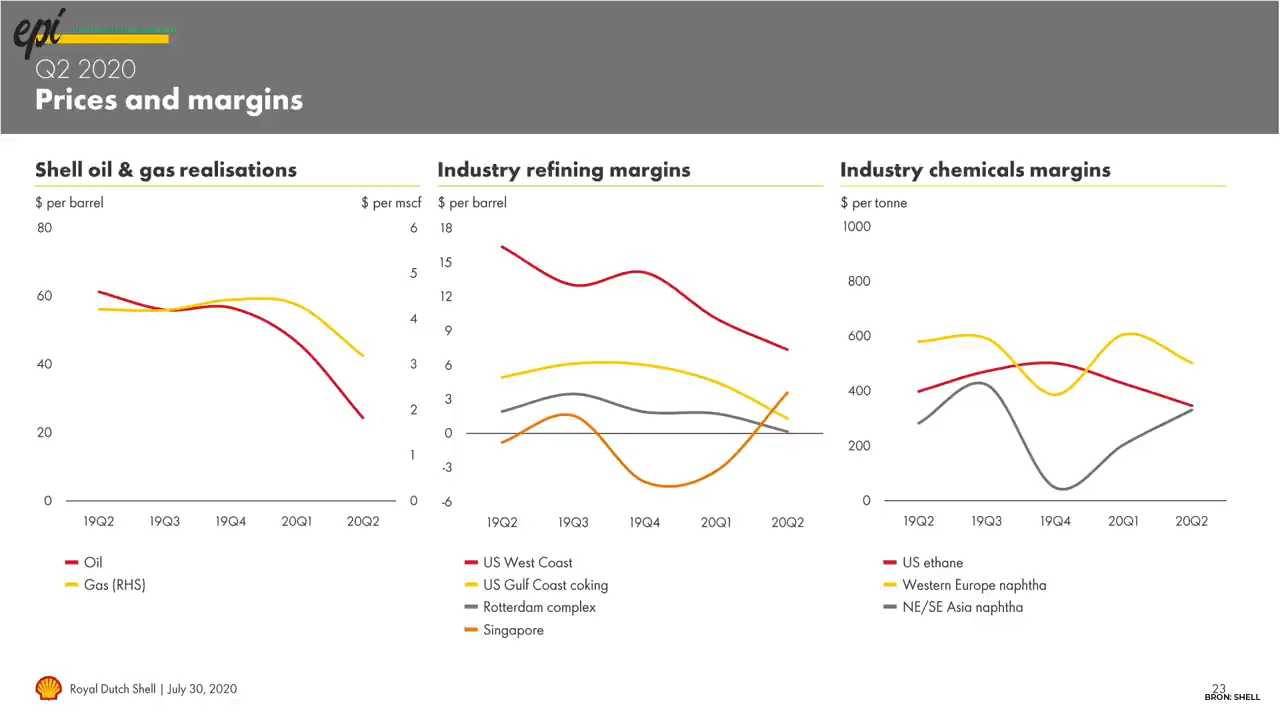 epi
Q2 2020
Prices and margins
Shell oil & gas realisations
$ per barrel
$ per mscf
80
60
40
20
0
6
5
4
3
2
1
0
19Q2 19Q3 19Q4 20Q1 20Q2
Oil
Gas (RHS)
Industry refining margins
$ per barrel
18
15
12
9
6
3
0
-3
-6
19Q2 19Q3 19Q4 20Q1 20Q2
US West Coast
US Gulf Coast coking
Rotterdam complex
Singapore
Industry chemicals margins
$ per tonne
1000
800
600
400
200
0
19Q2 19Q3 19Q4 20Q1 20Q2
US ethane
Western Europe naphtha
NE/SE Asia naphtha
Royal Dutch Shell | July 30, 2020
23
BRON: SHELL